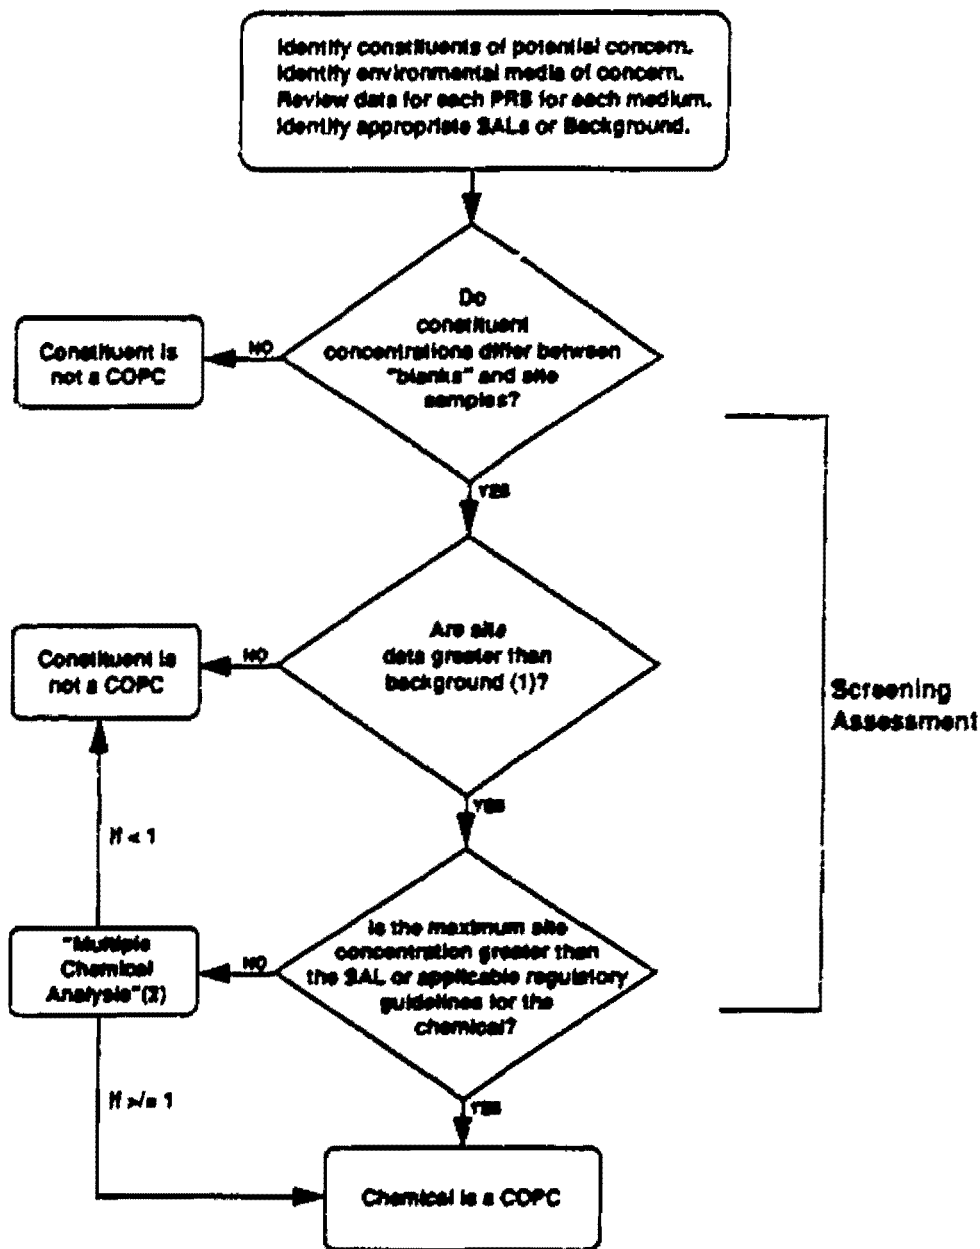 Identify constituents of potential concern.
Identify environmental media of concern.
Review data for each PRS for each medium.
Identify appropriate SALs or Background.
Do
constituent
concentrations differ between
"blanks" and site
samples?
NO
Constituent is
not a COPC
YES
Are site
data greater than
background (1)?
NO
Constituent is
not a COPC
Screening
Assessment
YES
If < 1
Is the maximum site
concentration greater than
the SAL or applicable regulatory
guidelines for the
chemical?
NO
"Multiple
Chemical
Analysis"(2)
If >/= 1
YES
Chemical is a COPC